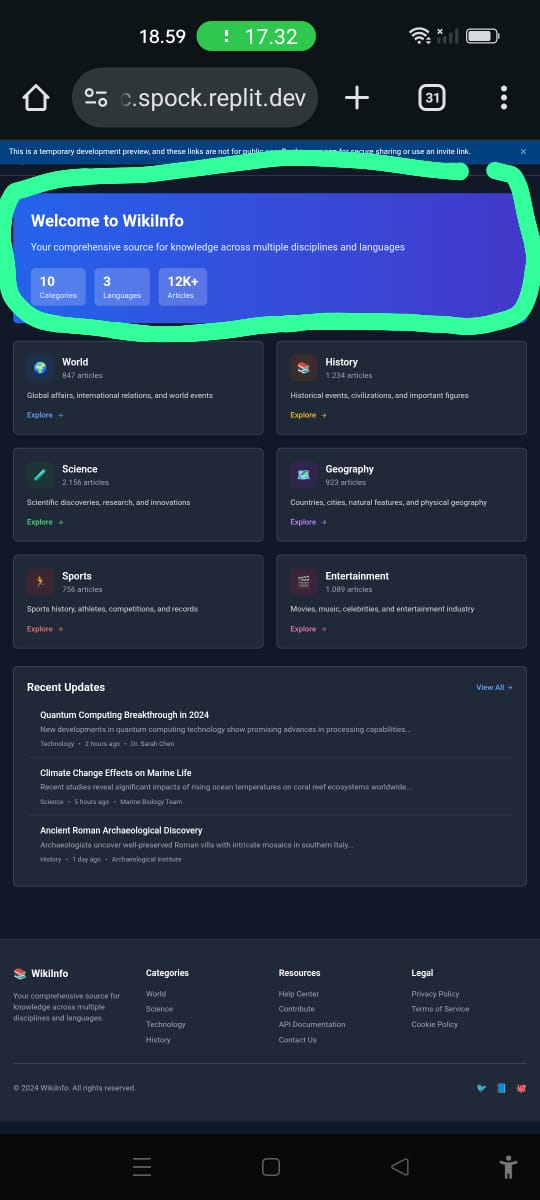 18.59 ! 17.32
c.spock.replit.dev 31
This is a temporary development preview, and these links are not for public use. for secure sharing or use an invite link. ×
Welcome to WikiInfo
Your comprehensive source for knowledge across multiple disciplines and languages
10 3 12K+
Categories Languages Articles
World History
847 articles 1.234 articles
Global affairs, international relations, and world events Historical events, civilizations, and important figures
Explore → Explore →
Science Geography
2.156 articles 923 articles
Scientific discoveries, research, and innovations Countries, cities, natural features, and physical geography
Explore → Explore →
Sports Entertainment
756 articles 1.089 articles
Sports history, athletes, competitions, and records Movies, music, celebrities, and entertainment industry
Explore → Explore →
Recent Updates View All →
Quantum Computing Breakthrough in 2024
New developments in quantum computing technology show promising advances in processing capabilities...
Technology • 2 hours ago • Dr. Sarah Chen
Climate Change Effects on Marine Life
Recent studies reveal significant impacts of rising ocean temperatures on coral reef ecosystems worldwide...
Science • 5 hours ago • Marine Biology Team
Ancient Roman Archaeological Discovery
Archaeologists uncover well-preserved Roman villa with intricate mosaics in southern Italy...
History • 1 day ago • Archaeological Institute
WikiInfo Categories Resources Legal
Your comprehensive source for World Help Center Privacy Policy
knowledge across multiple Science Contribute Terms of Service
disciplines and languages. Technology API Documentation Cookie Policy
History Contact Us
© 2024 WikiInfo. All rights reserved.